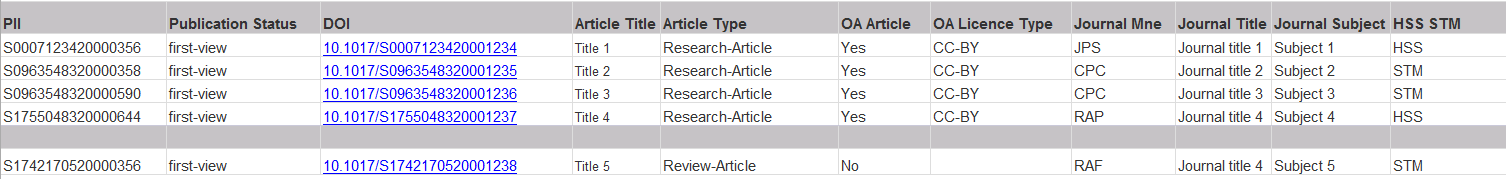 PII Publication Status DOI Article Title Article Type OA Article OA Licence Type Journal Mne Journal Title Journal Subject HSS STM
S0007123420000356 first-view 10.1017/S0007123420001234 Title 1 Research-Article Yes CC-BY JPS Journal title 1 Subject 1 HSS
S0963548320000358 first-view 10.1017/S0963548320001235 Title 2 Research-Article Yes CC-BY CPC Journal title 2 Subject 2 STM
S0963548320000590 first-view 10.1017/S0963548320001236 Title 3 Research-Article Yes CC-BY CPC Journal title 3 Subject 3 STM
S1755048320000644 first-view 10.1017/S1755048320001237 Title 4 Research-Article Yes CC-BY RAP Journal title 4 Subject 4 HSS
S1742170520000356 first-view 10.1017/S1742170520001238 Title 5 Review-Article No RAF Journal title 4 Subject 5 STM